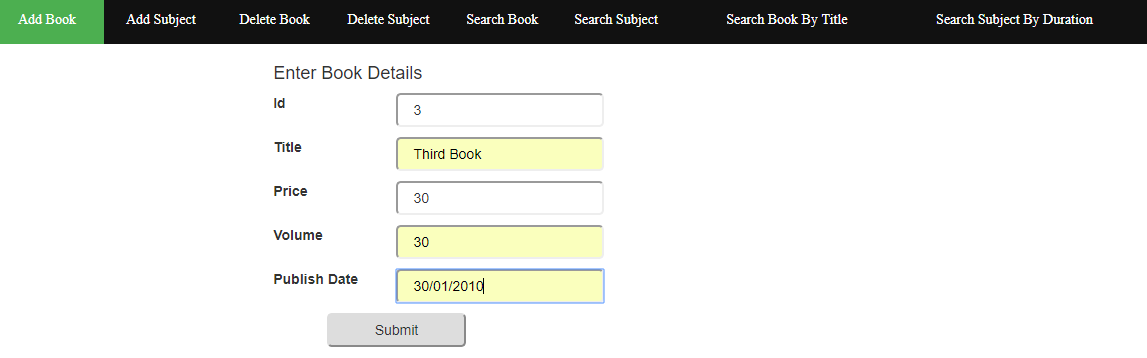 Add Book Add Subject Delete Book Delete Subject Search Book Search Subject Search Book By Title Search Subject By Duration
Enter Book Details
Id 3
Title Third Book
Price 30
Volume 30
Publish Date 30/01/2010
Submit